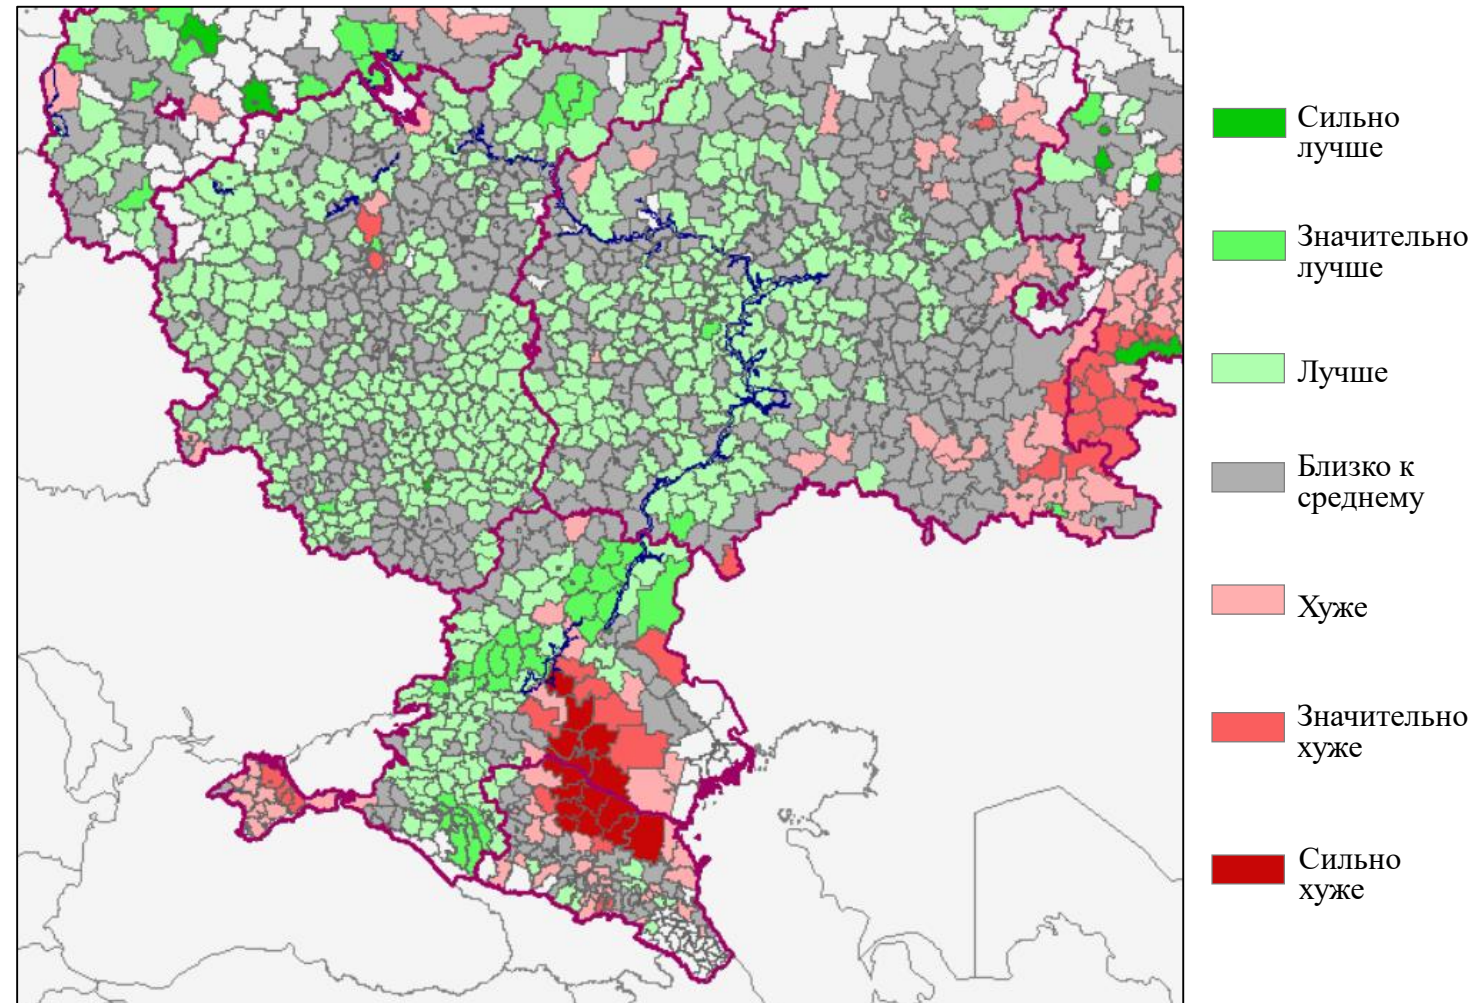 Сильно
лучше
Значительно
лучше
Лучше
Близко к
среднему
Хуже
Значительно
хуже
Сильно
хуже